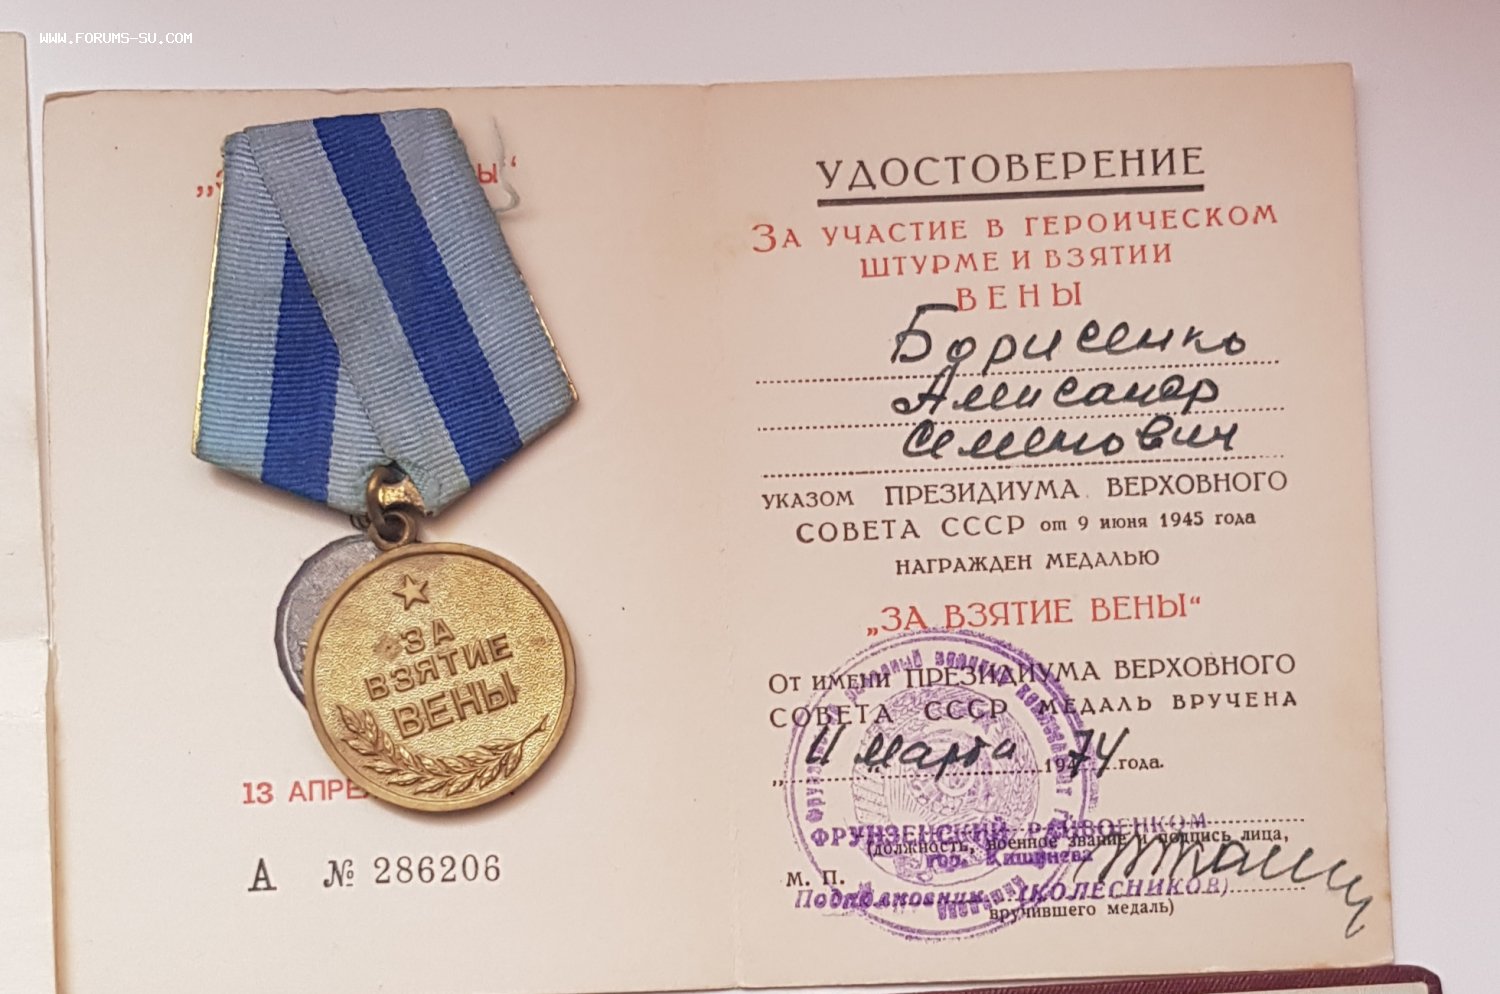 WWW.FORUMS-SU.COM
ЗА
ВЗЯТИЕ
ВЕНЫ
13 АПРЕ
А № 286206
УДОСТОВЕРЕНИЕ
ЗА УЧАСТИЕ В ГЕРОИЧЕСКОМ
ШТУРМЕ И ВЗЯТИИ
ВЕНЫ
Борисенко
Александр
Семенович
УКАЗОМ ПРЕЗИДИУМА ВЕРХОВНОГО
СОВЕТА СССР от 9 июня 1945 года
НАГРАЖДЕН МЕДАЛЬЮ
„ЗА ВЗЯТИЕ ВЕНЫ“
ОТ ИМЕНИ ПРЕЗИДИУМА ВЕРХОВНОГО
СОВЕТА СССР МЕДАЛЬ ВРУЧЕНА
„11 марта 1974 года.
ФРУНЗЕНСКИЙ РАЙВОЕНКОМ
(должность, военное звание и подпись лица,
гор. Кишинева
М. П.
Подполковник (КОЛЕСНИКОВ)
вручившего медаль)